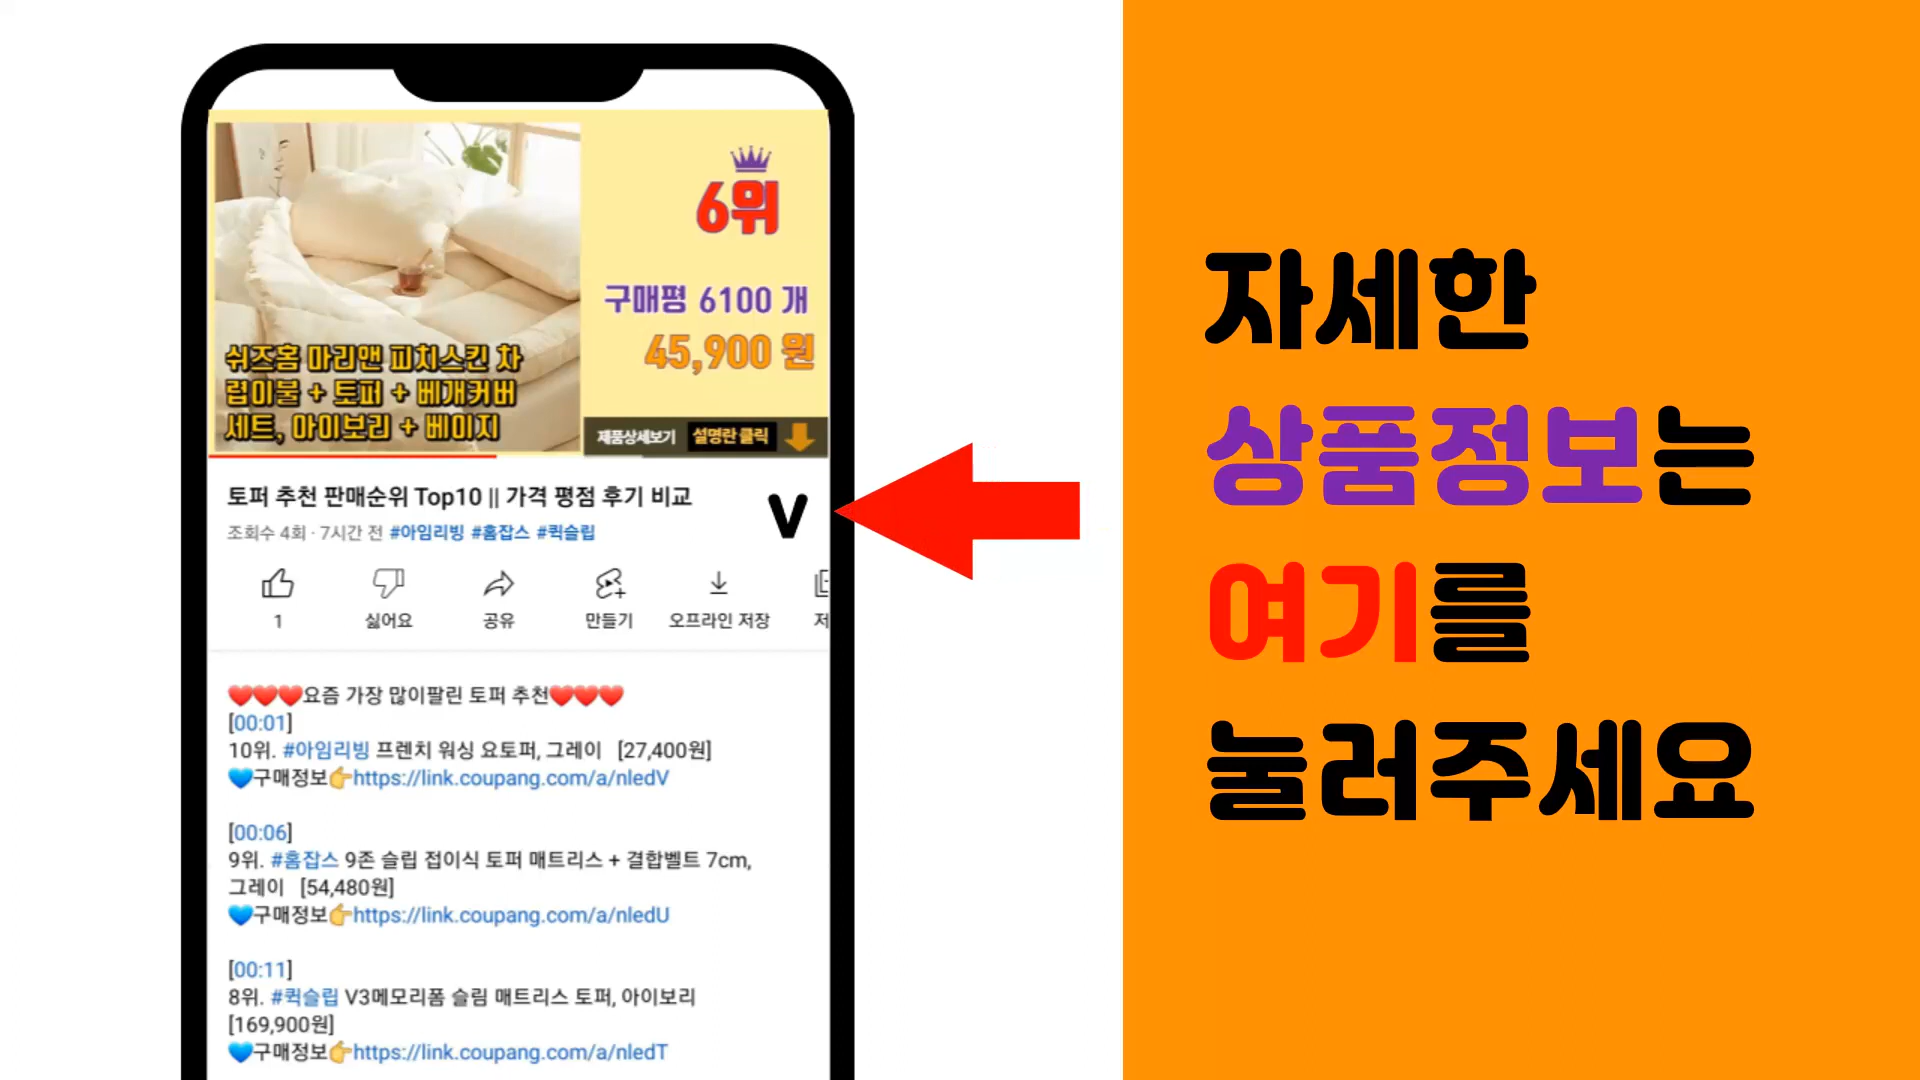 6위
구매평 6100 개
45,900 원
쉬즈홈 마리앤 피치스킨 차
렵이불 + 토퍼 + 베개커버
세트, 아이보리 + 베이지
제품상세보기 설명란 클릭
토퍼 추천 판매순위 Top10 || 가격 평점 후기 비교
V
조회수 4회 · 7시간 전 #아임리빙 #홈잡스 #퀵슬립
1 싫어요 공유 만들기 오프라인 저장 저
❤️❤️❤️요즘 가장 많이팔린 토퍼 추천❤️❤️❤️
[00:01]
10위. #아임리빙 프렌치 워싱 요토퍼, 그레이 [27,400원]
💙구매정보👉https://link.coupang.com/a/nledV
[00:06]
9위. #홈잡스 9존 슬립 접이식 토퍼 매트리스 + 결합벨트 7cm,
그레이 [54,480원]
💙구매정보👉https://link.coupang.com/a/nledU
[00:11]
8위. #퀵슬립 V3메모리폼 슬림 매트리스 토퍼, 아이보리
[169,900원]
💙구매정보👉https://link.coupang.com/a/nledT
자세한
상품정보는
여기를
눌러주세요